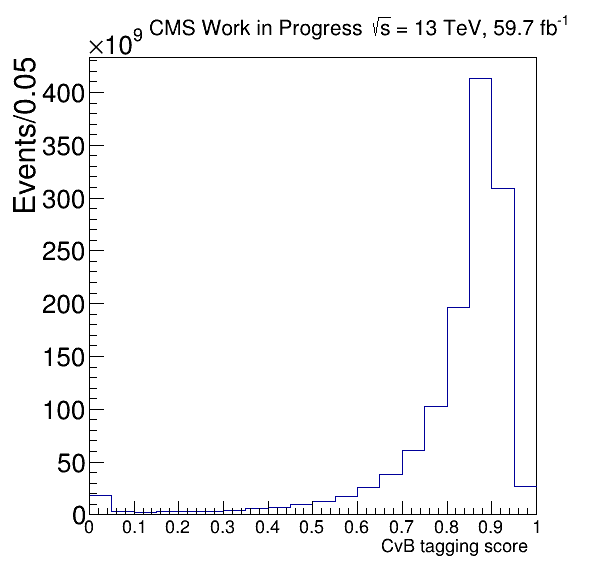 ×10⁹ CMS Work in Progress √s = 13 TeV, 59.7 fb⁻¹
Events/0.05
400
350
300
250
200
150
100
50
0
0 0.1 0.2 0.3 0.4 0.5 0.6 0.7 0.8 0.9 1
CvB tagging score